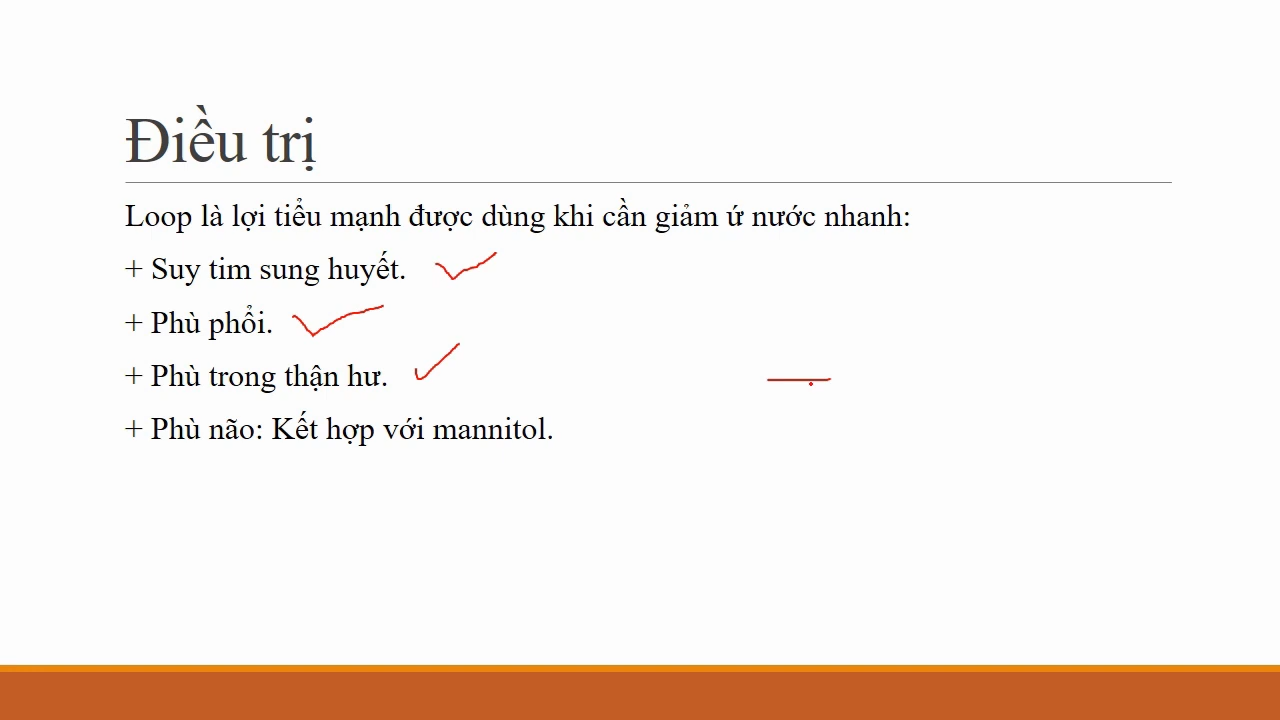 Điều trị
Loop là lợi tiểu mạnh được dùng khi cần giảm ứ nước nhanh:
+ Suy tim sung huyết.
+ Phù phổi.
+ Phù trong thận hư.
+ Phù não: Kết hợp với mannitol.